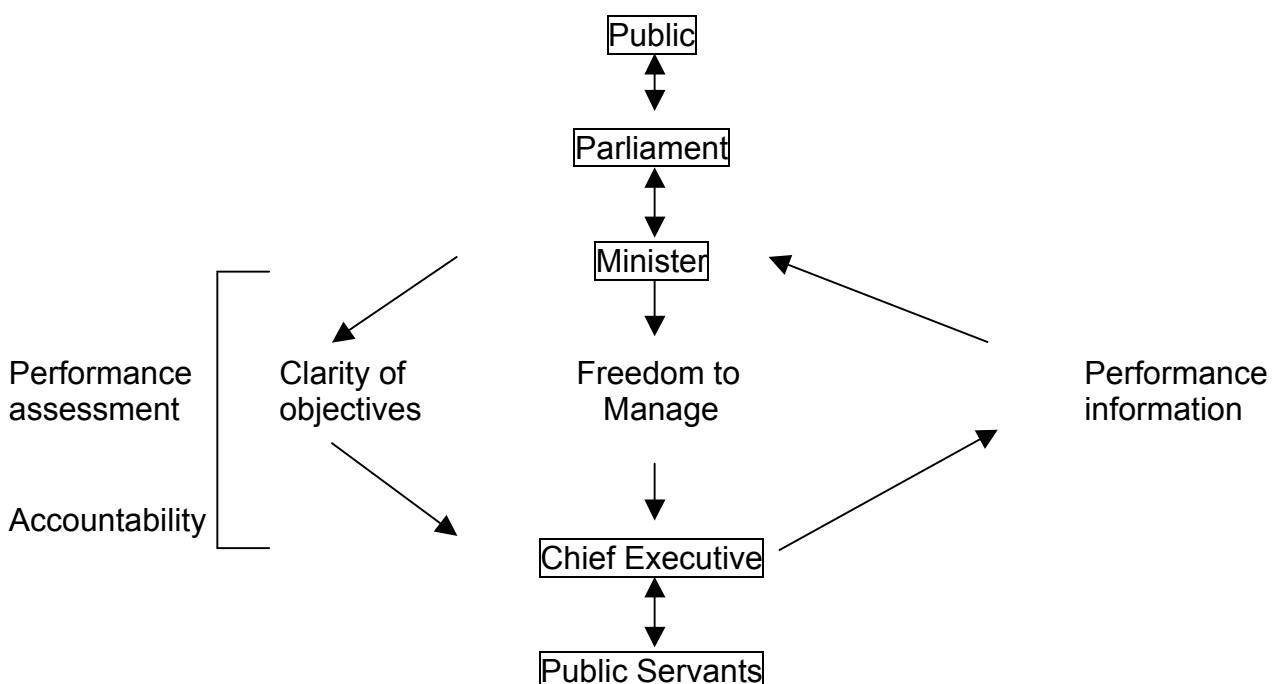 Public
Parliament
Minister
Performance
assessment
Clarity of
objectives
Freedom to
Manage
Performance
information
Accountability
Chief Executive
Public Servants